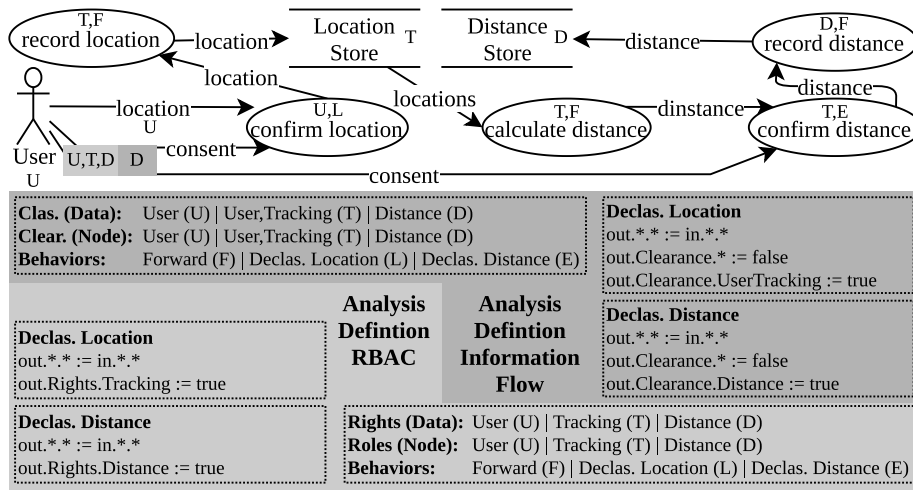 T,F
record location
location
Location
Store
T
Distance
Store
D
distance
D,F
record distance
location
locations
distance
location
U
U,L
confirm location
T,F
calculate distance
dinstance
T,E
confirm distance
consent
User
U
U,T,D
D
consent
Clas. (Data): User (U) | User,Tracking (T) | Distance (D)
Clear. (Node): User (U) | User,Tracking (T) | Distance (D)
Behaviors: Forward (F) | Declas. Location (L) | Declas. Distance (E)
Declas. Location
out.*.* := in.*.*
out.Clearance.* := false
out.Clearance.UserTracking := true
Analysis
Defintion
RBAC
Analysis
Defintion
Information
Flow
Declas. Distance
out.*.* := in.*.*
out.Clearance.* := false
out.Clearance.Distance := true
Declas. Location
out.*.* := in.*.*
out.Rights.Tracking := true
Declas. Distance
out.*.* := in.*.*
out.Rights.Distance := true
Rights (Data): User (U) | Tracking (T) | Distance (D)
Roles (Node): User (U) | Tracking (T) | Distance (D)
Behaviors: Forward (F) | Declas. Location (L) | Declas. Distance (E)